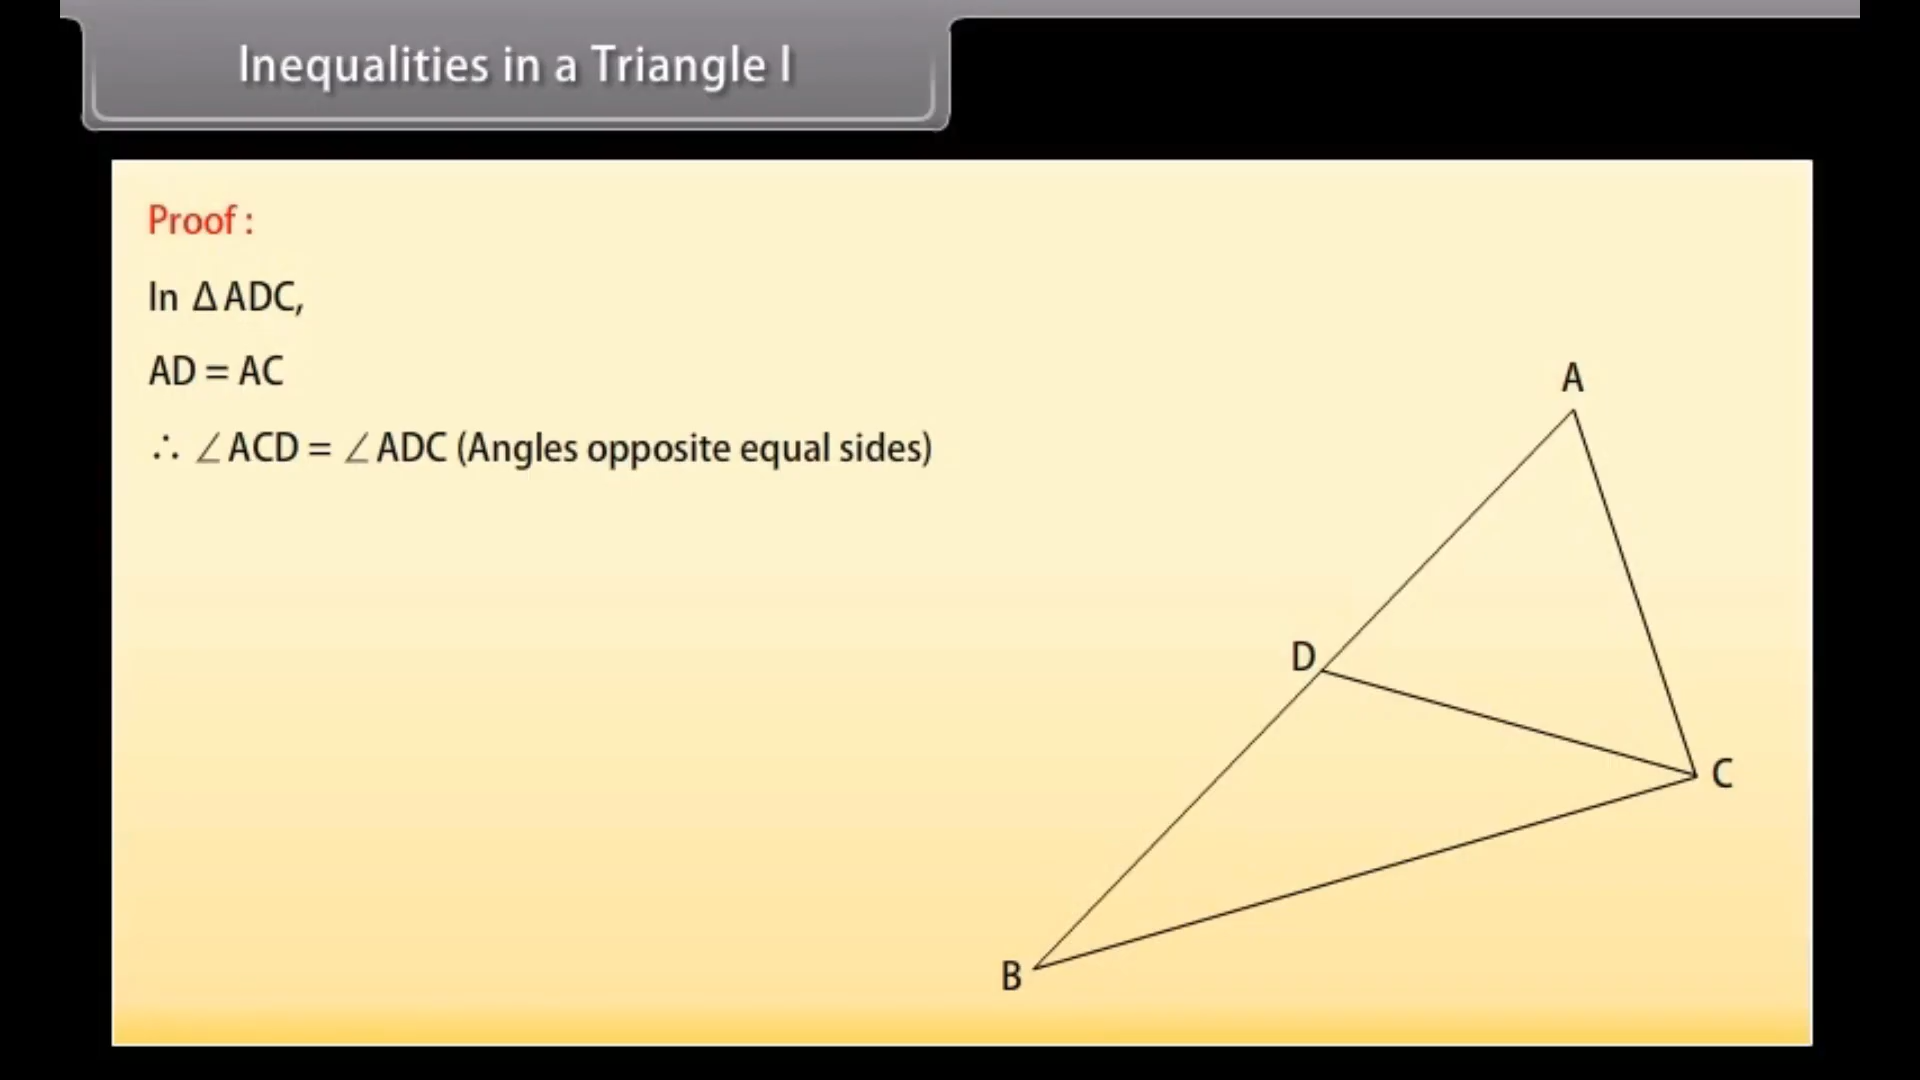 Inequalities in a Triangle I
Proof :
In Δ ADC,
AD = AC
∴ ∠ACD = ∠ADC (Angles opposite equal sides)
A
D
C
B